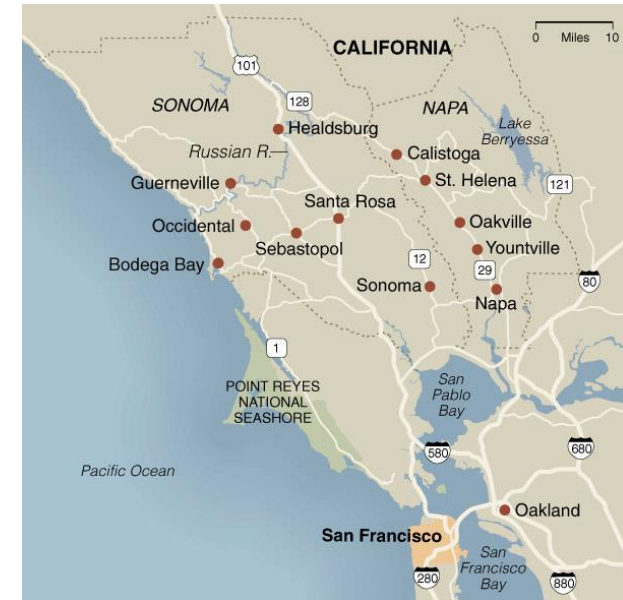 CALIFORNIA
0 Miles 10
101
SONOMA
128
NAPA
Healdsburg
Lake
Berryessa
Russian R.
Calistoga
Guerneville
St. Helena
121
Santa Rosa
Occidental
Oakville
Sebastopol
Yountville
12
Bodega Bay
29
Sonoma
80
Napa
1
San
Pablo
Bay
POINT REYES
NATIONAL
SEASHORE
580
680
Pacific Ocean
Oakland
San Francisco
San
Francisco
Bay
280
880